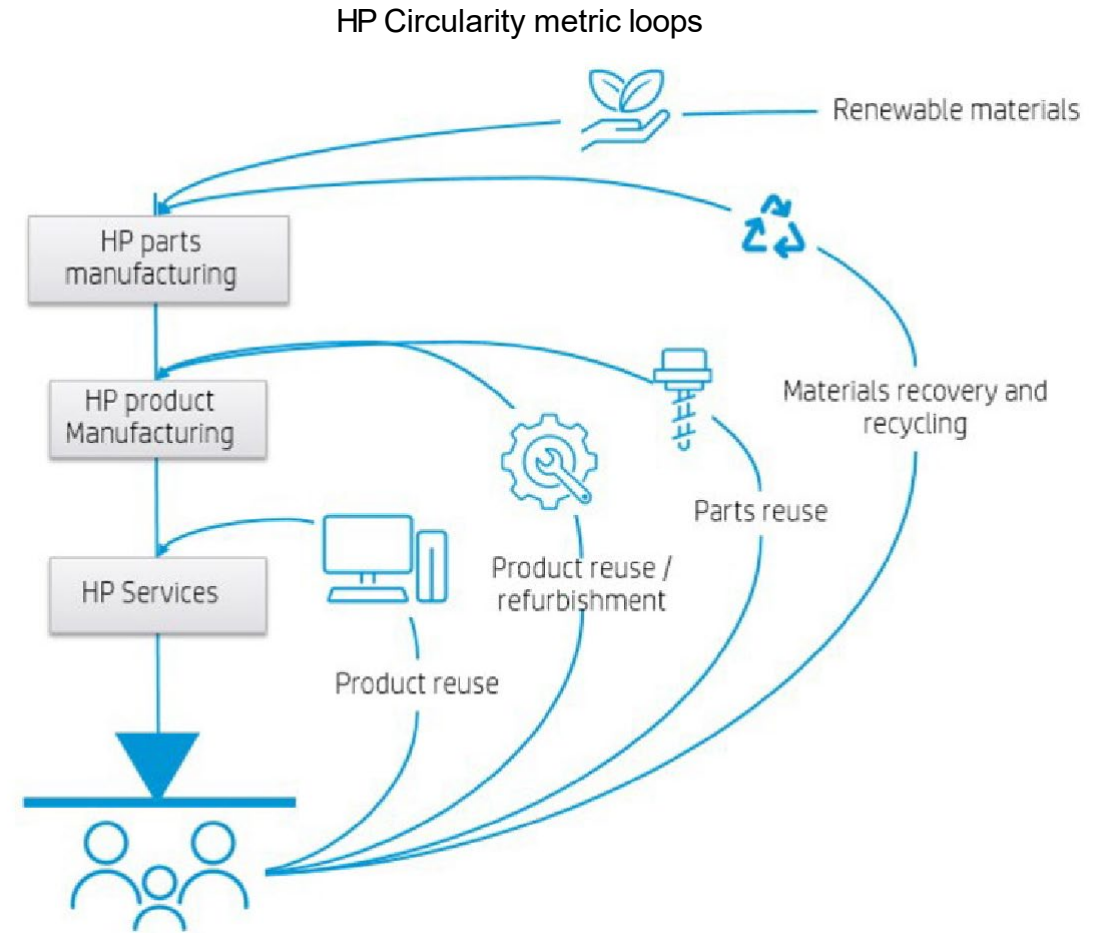 HP Circularity metric loops
Renewable materials
HP parts
manufacturing
Materials recovery and
recycling
HP product
Manufacturing
Parts reuse
Product reuse /
refurbishment
HP Services
Product reuse